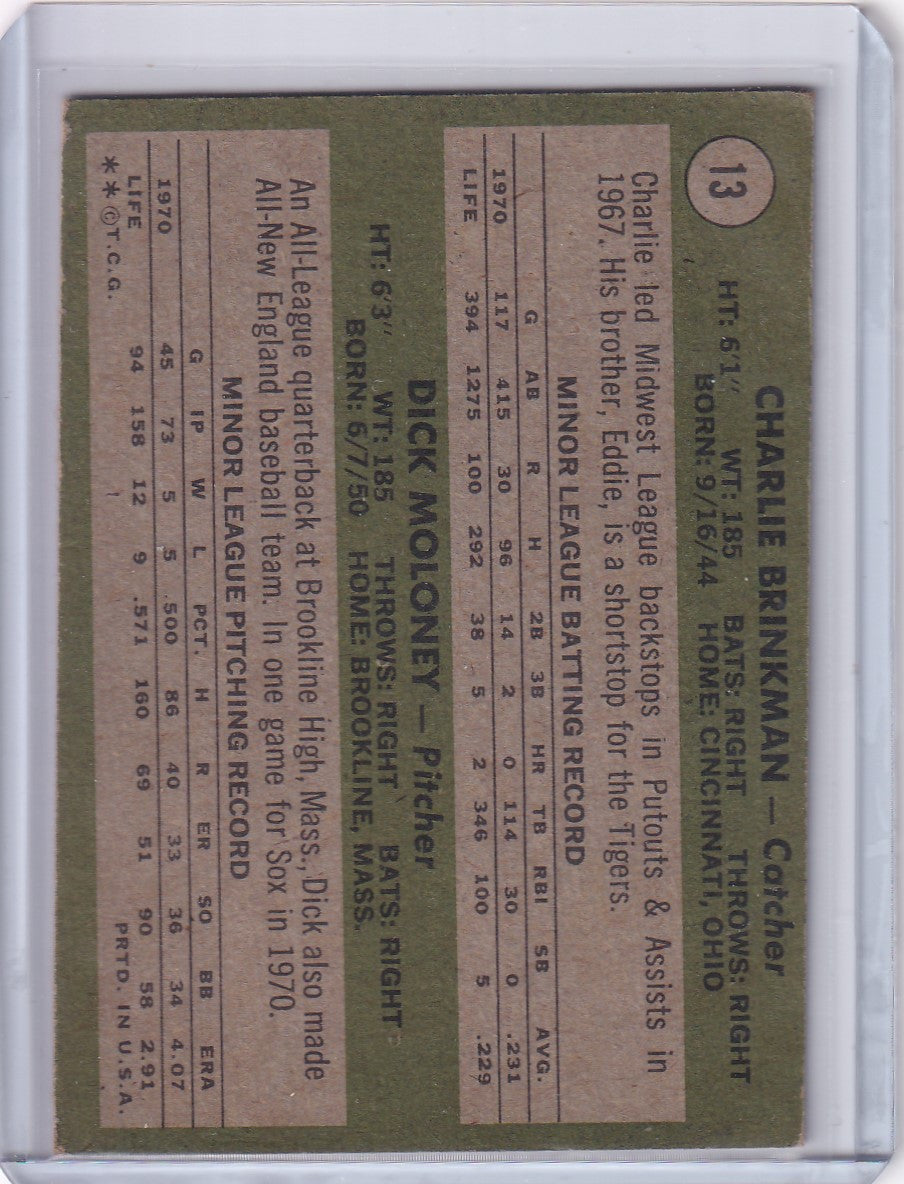 13
CHARLIE BRINKMAN — Catcher
HT: 6'1" WT: 185 BATS: RIGHT THROWS: RIGHT
BORN: 9/16/44 HOME: CINCINNATI, OHIO
Charlie led Midwest League backstops in Putouts & Assists in
1967. His brother, Eddie, is a shortstop for the Tigers.
MINOR LEAGUE BATTING RECORD
G AB R H 2B 3B HR TB RBI SB AVG.
1970 117 415 30 96 14 2 0 114 30 0 .231
LIFE 394 1275 100 292 38 5 2 346 100 5 .229
DICK MOLONEY — Pitcher
HT: 6'3" WT: 185 THROWS: RIGHT BATS: RIGHT
BORN: 6/7/50 HOME: BROOKLINE, MASS.
An All-League quarterback at Brookline High, Mass., Dick also made
All-New England baseball team. In one game for Sox in 1970.
MINOR LEAGUE PITCHING RECORD
G IP W L PCT. H R ER SO BB ERA
1970 45 73 5 5 .500 86 40 33 36 34 4.07
LIFE 94 158 12 9 .571 160 69 51 90 58 2.91
**©T.C.G. PRTD. IN U.S.A.